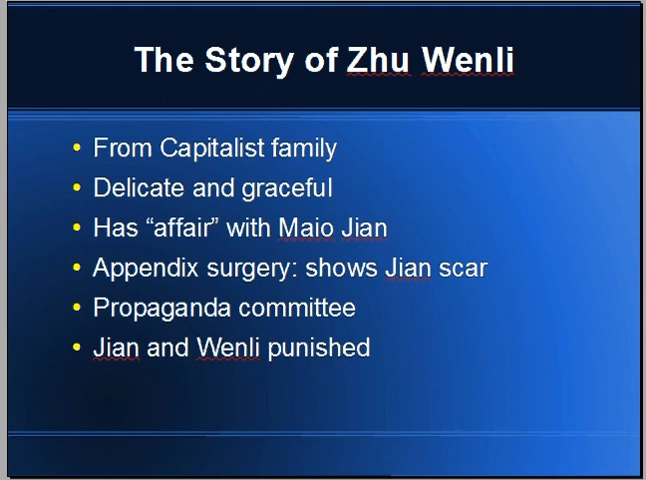 The Story of Zhu Wenli
• From Capitalist family
• Delicate and graceful
• Has “affair” with Maio Jian
• Appendix surgery: shows Jian scar
• Propaganda committee
• Jian and Wenli punished